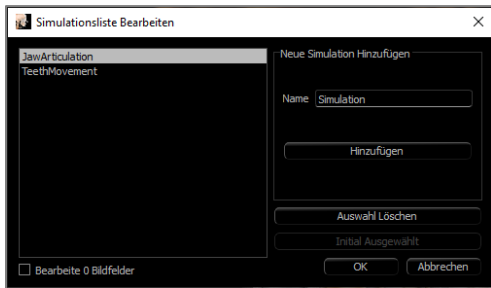 Simulationsliste Bearbeiten
JawArticulation
TeethMovement
Neue Simulation Hinzufügen
Name Simulation
Hinzufügen
Auswahl Löschen
Initial Ausgewählt
Bearbeite 0 Bildfelder
OK Abbrechen